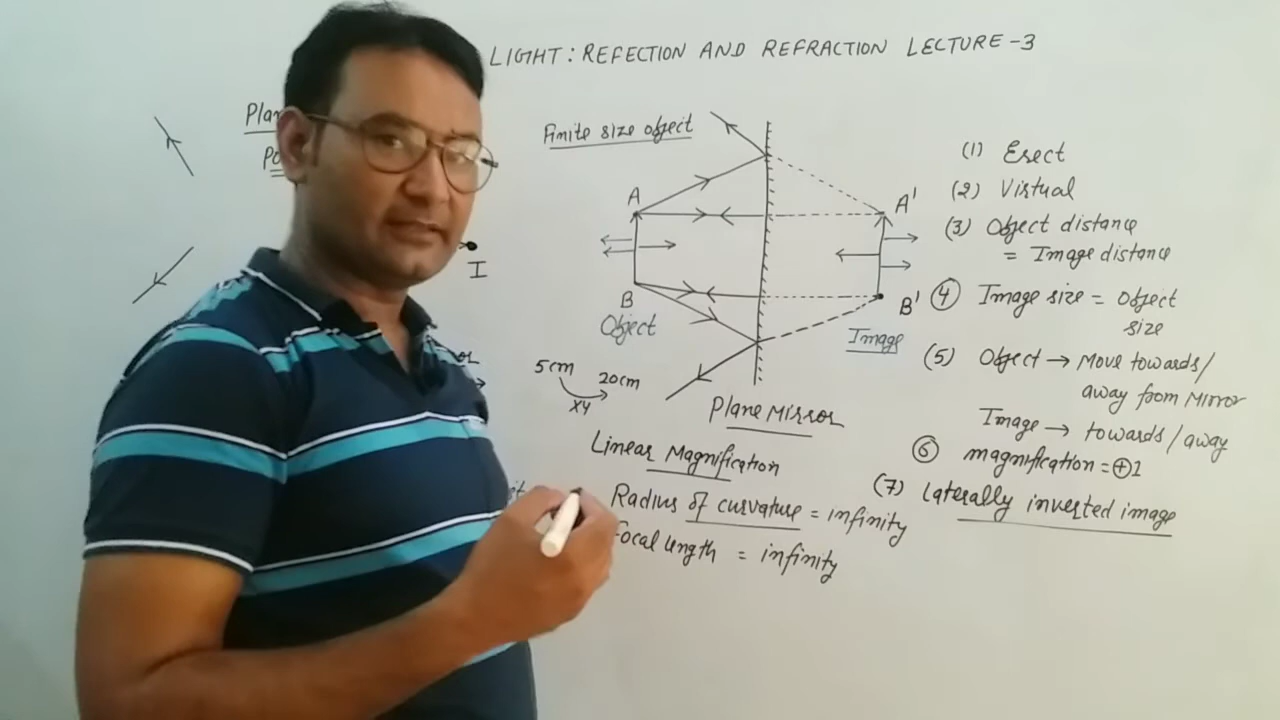 LIGHT : REFECTION AND REFRACTION LECTURE -3
Finite size object
A
B
Object
A'
B'
Image
I
5cm
20cm
X4
Plane Mirror
Linear Magnification
Radius of curvature = infinity
Focal length = infinity
(1) Erect
(2) Virtual
(3) Object distance
= Image distance
④ Image size = Object
size
(5) Object → Move towards/
away from Mirror
Image → towards/away
⑥ magnification = ⊕1
(7) Laterally inverted image